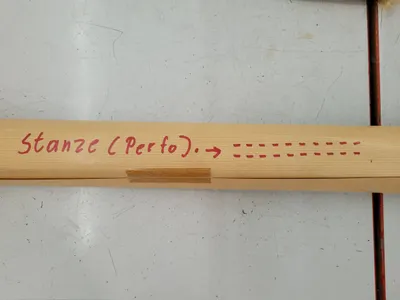 Stanze (Perfo). →